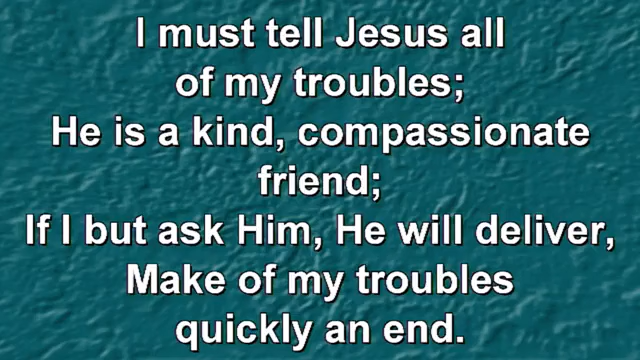 I must tell Jesus all
of my troubles;
He is a kind, compassionate
friend;
If I but ask Him, He will deliver,
Make of my troubles
quickly an end.